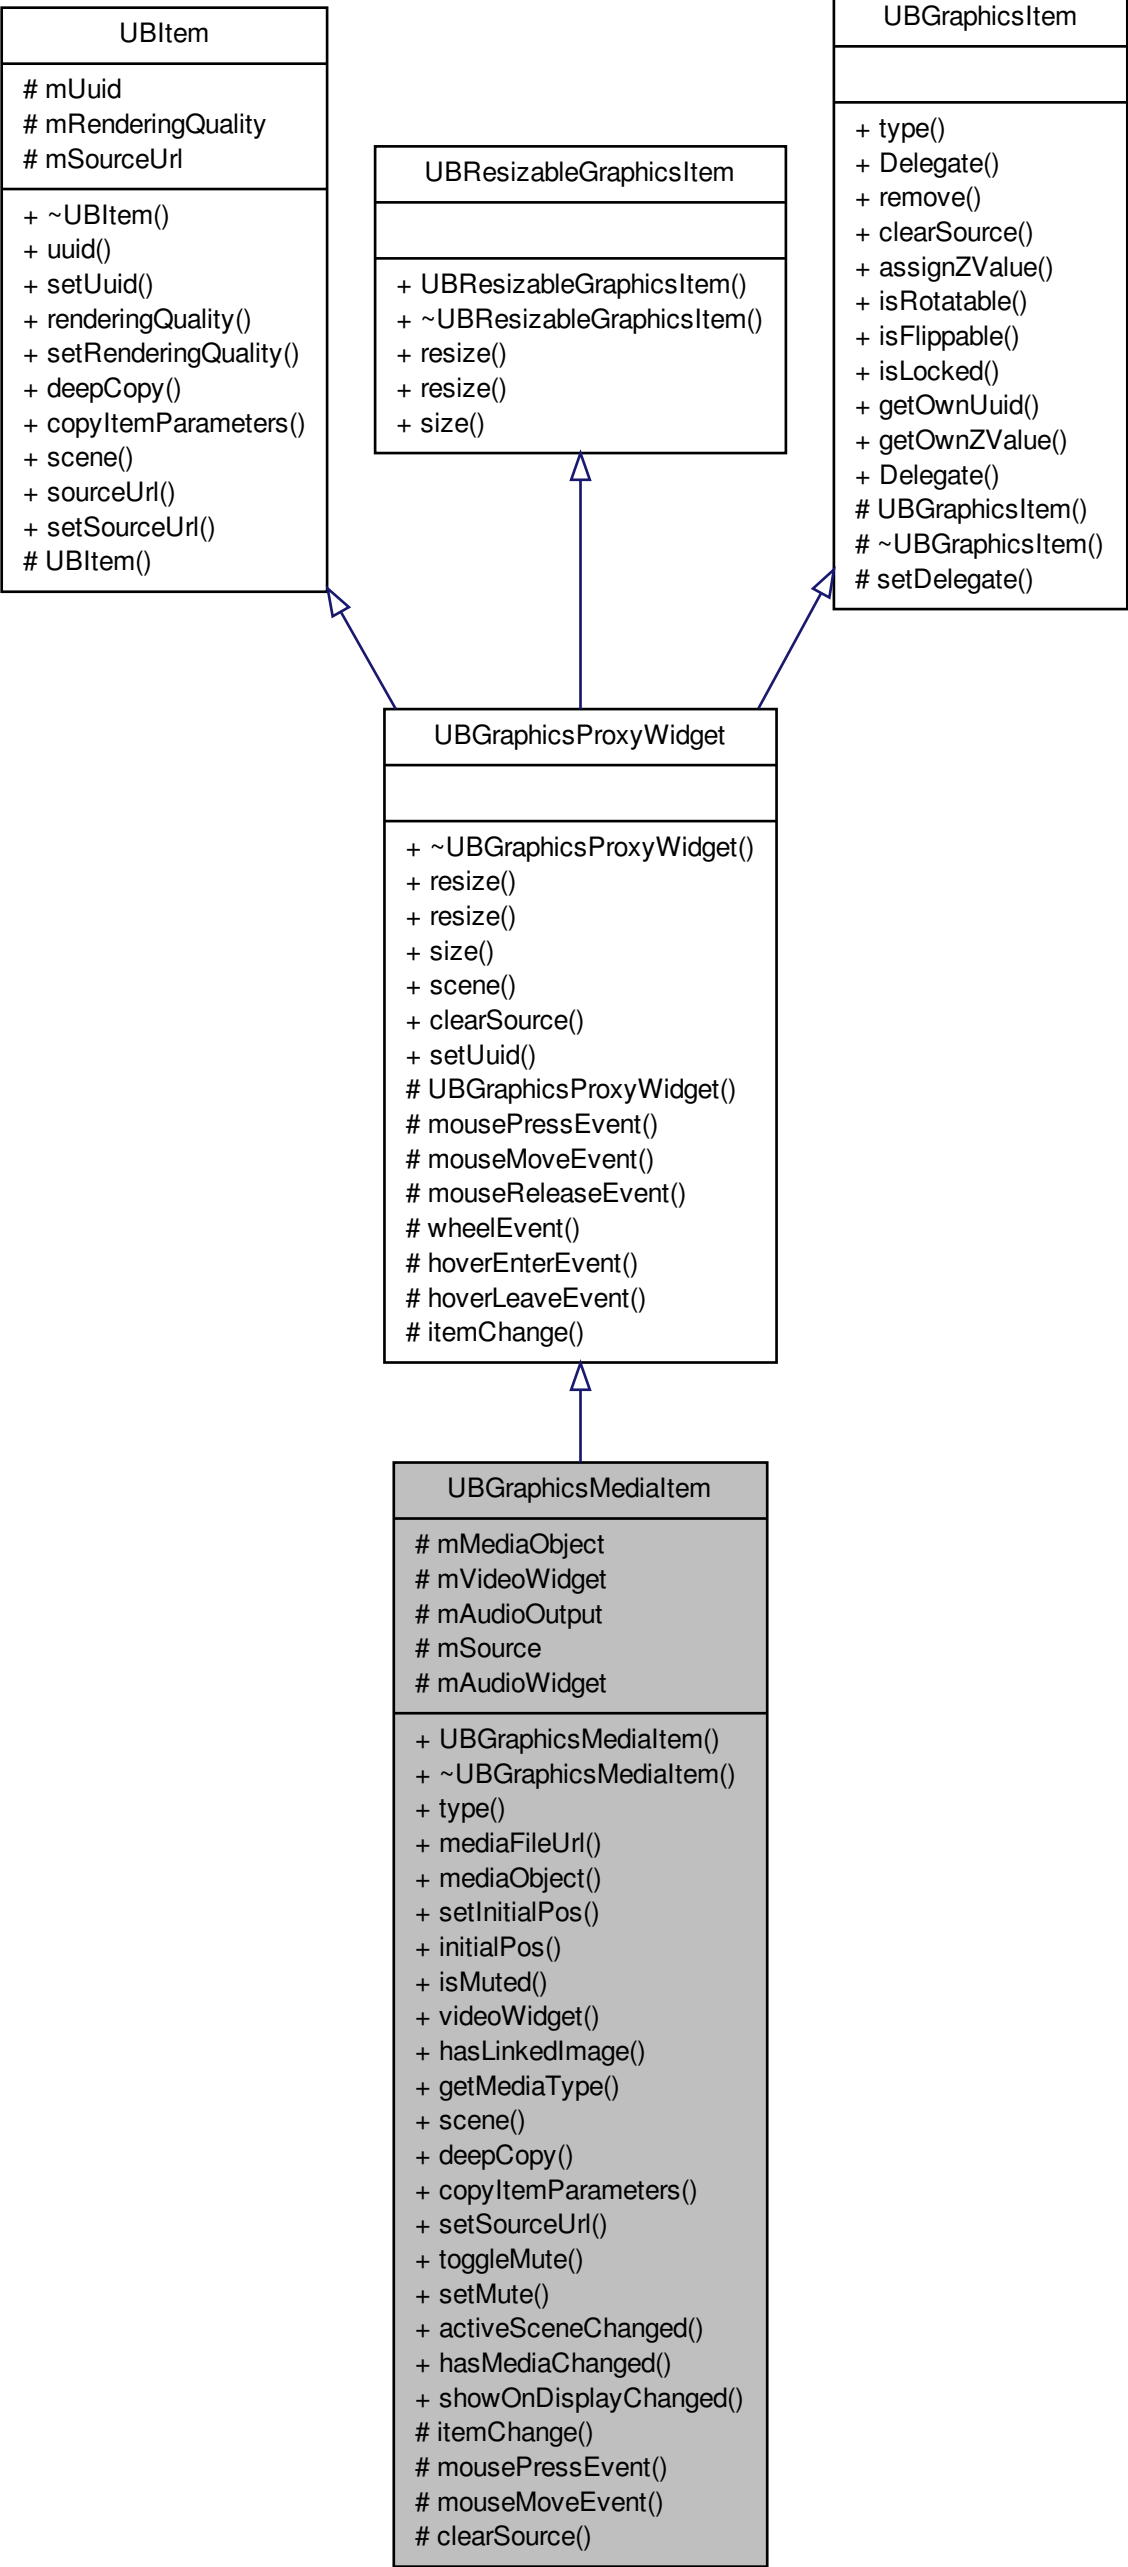 UBItem
# mUuid
# mRenderingQuality
# mSourceUrl
+ ~UBItem()
+ uuid()
+ setUuid()
+ renderingQuality()
+ setRenderingQuality()
+ deepCopy()
+ copyItemParameters()
+ scene()
+ sourceUrl()
+ setSourceUrl()
# UBItem()
UBResizableGraphicsItem
+ UBResizableGraphicsItem()
+ ~UBResizableGraphicsItem()
+ resize()
+ resize()
+ size()
UBGraphicsItem
+ type()
+ Delegate()
+ remove()
+ clearSource()
+ assignZValue()
+ isRotatable()
+ isFlippable()
+ isLocked()
+ getOwnUuid()
+ getOwnZValue()
+ Delegate()
# UBGraphicsItem()
# ~UBGraphicsItem()
# setDelegate()
UBGraphicsProxyWidget
+ ~UBGraphicsProxyWidget()
+ resize()
+ resize()
+ size()
+ scene()
+ clearSource()
+ setUuid()
# UBGraphicsProxyWidget()
# mousePressEvent()
# mouseMoveEvent()
# mouseReleaseEvent()
# wheelEvent()
# hoverEnterEvent()
# hoverLeaveEvent()
# itemChange()
UBGraphicsMediaItem
# mMediaObject
# mVideoWidget
# mAudioOutput
# mSource
# mAudioWidget
+ UBGraphicsMediaItem()
+ ~UBGraphicsMediaItem()
+ type()
+ mediaFileUrl()
+ mediaObject()
+ setInitialPos()
+ initialPos()
+ isMuted()
+ videoWidget()
+ hasLinkedImage()
+ getMediaType()
+ scene()
+ deepCopy()
+ copyItemParameters()
+ setSourceUrl()
+ toggleMute()
+ setMute()
+ activeSceneChanged()
+ hasMediaChanged()
+ showOnDisplayChanged()
# itemChange()
# mousePressEvent()
# mouseMoveEvent()
# clearSource()